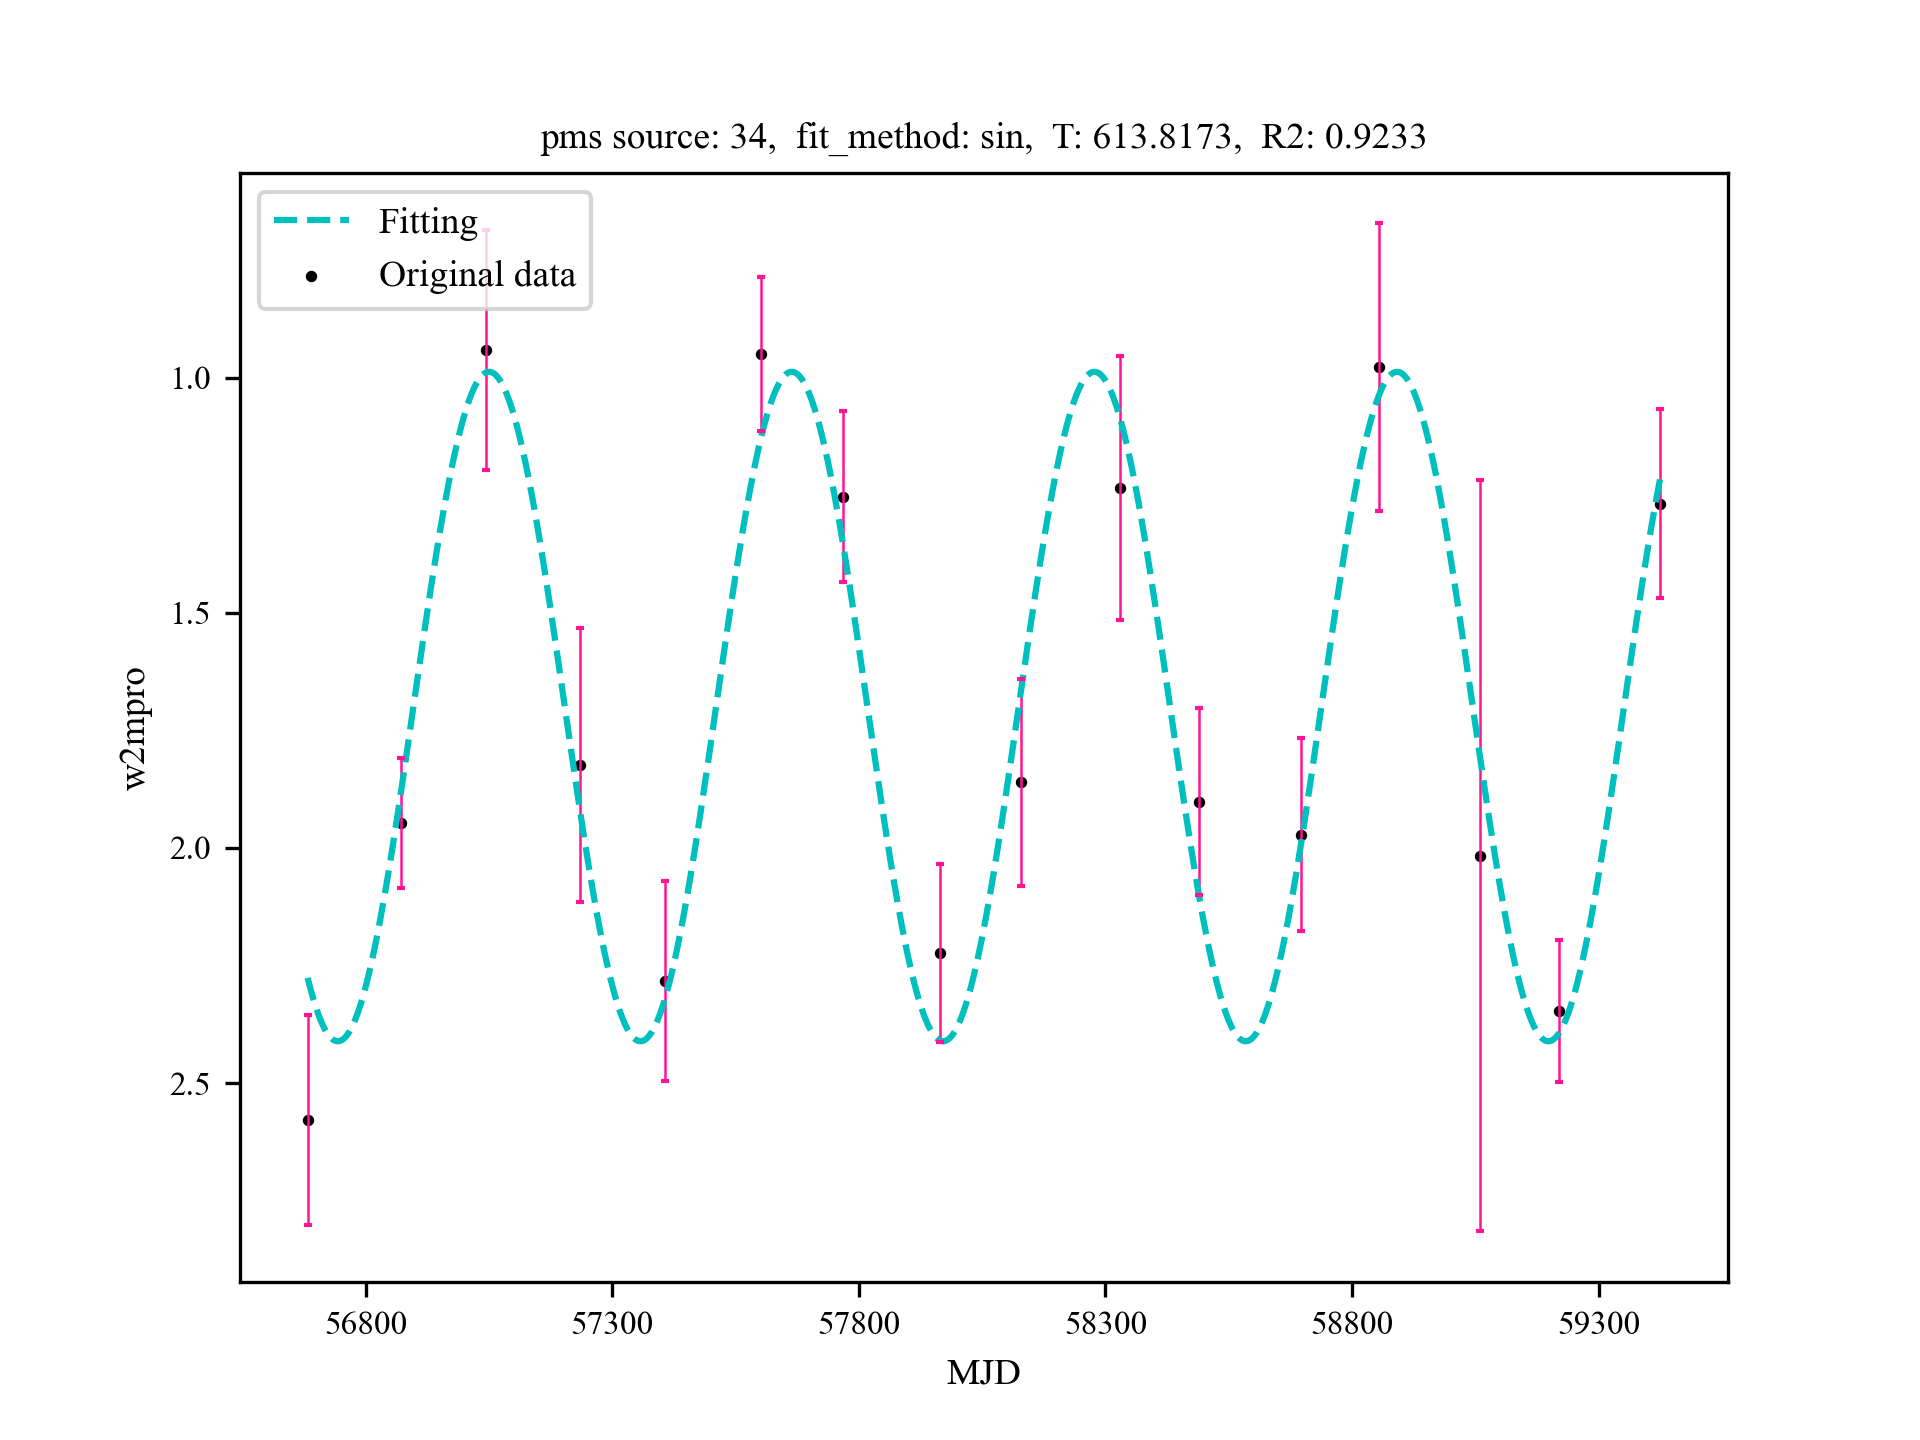 pms source: 34,  fit_method: sin,  T: 613.8173,  R2: 0.9233
Fitting
Original data
1.0
1.5
2.0
2.5
w2mpro
56800
57300
57800
58300
58800
59300
MJD